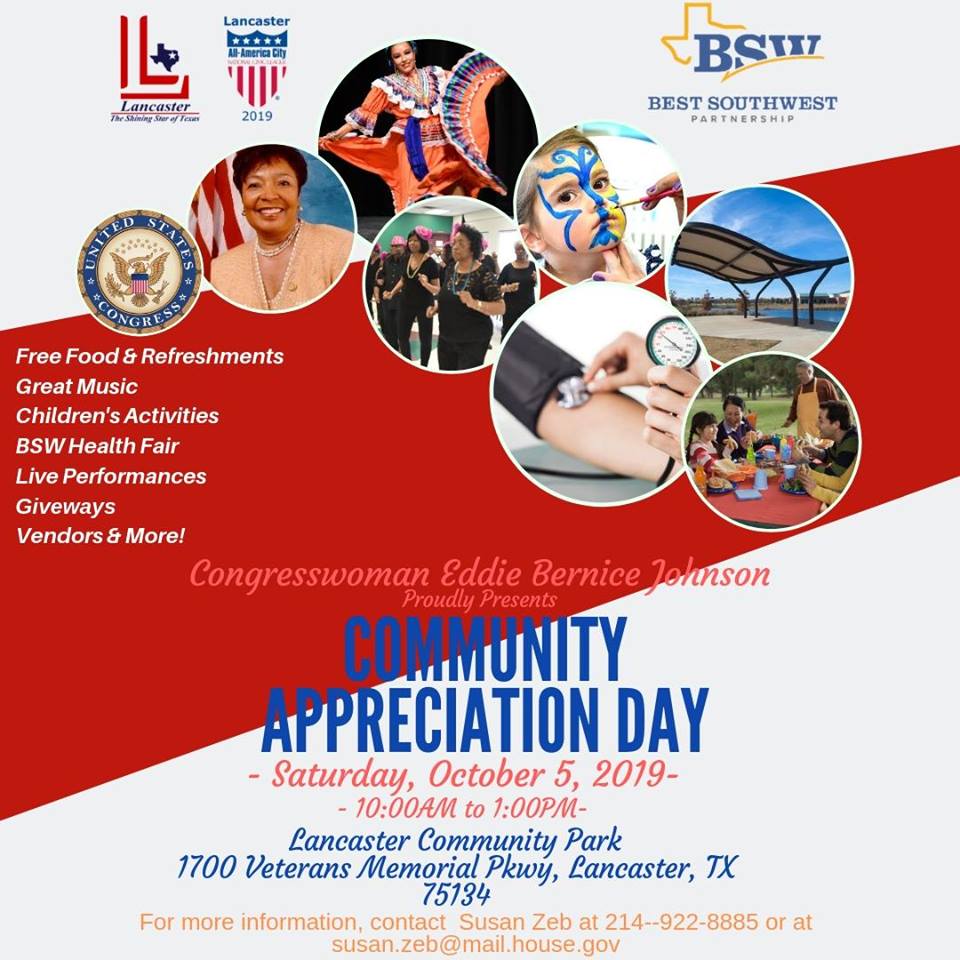 Lancaster
The Shining Star of Texas
Lancaster
All-America City
NATIONAL CIVIC LEAGUE
2019
BSW
BEST SOUTHWEST
PARTNERSHIP
UNITED STATES
CONGRESS
Free Food & Refreshments
Great Music
Children's Activities
BSW Health Fair
Live Performances
Giveways
Vendors & More!
Congresswoman Eddie Bernice Johnson
Proudly Presents
COMMUNITY
APPRECIATION DAY
- Saturday, October 5, 2019-
- 10:00AM to 1:00PM-
Lancaster Community Park
1700 Veterans Memorial Pkwy, Lancaster, TX
75134
For more information, contact Susan Zeb at 214--922-8885 or at
susan.zeb@mail.house.gov